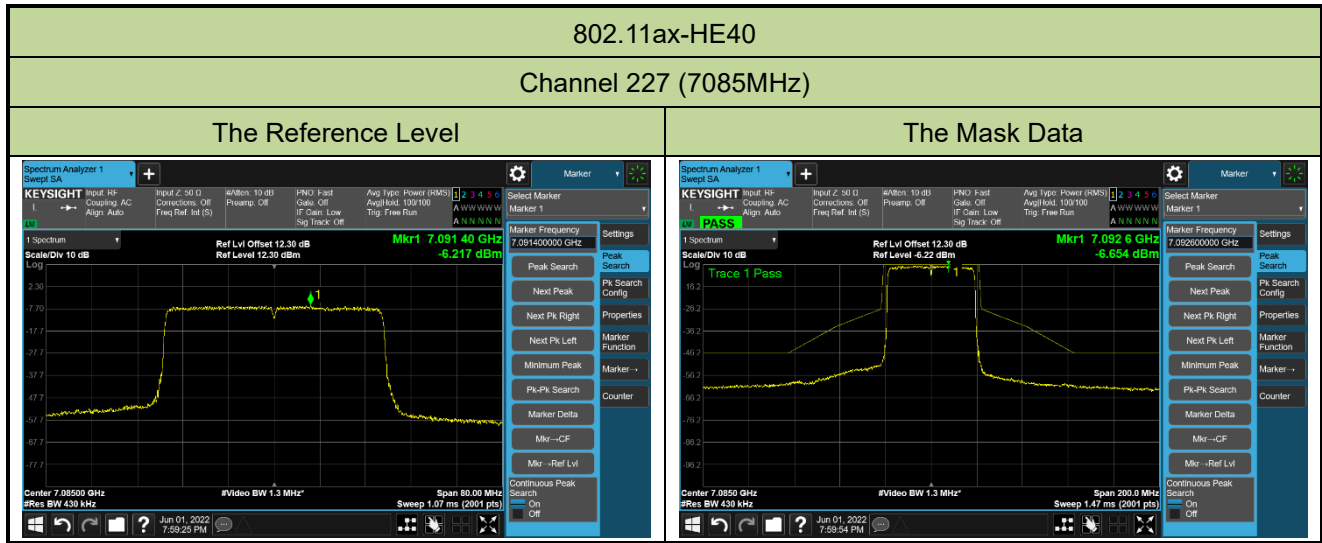 802.11ax-HE40
Channel 227 (7085MHz)
The Reference Level
The Mask Data
Spectrum Analyzer 1
Swept SA
Marker
KEYSIGHT
Input: RF
Coupling: AC
Align: Auto
Input Z: 50 Ω
Corrections: Off
Freq Ref: Int (S)
#Atten: 10 dB
Preamp: Off
PNO: Fast
Gate: Off
IF Gain: Low
Sig Track: Off
Avg Type: Power (RMS)
Avg|Hold: 100/100
Trig: Free Run
1 2 3 4 5 6
A W W W W W
A N N N N N
1 Spectrum
Scale/Div 10 dB
Log
Ref Lvl Offset 12.30 dB
Ref Level 12.30 dBm
Mkr1 7.091 40 GHz
-6.217 dBm
1
2.30
-7.70
-17.7
-27.7
-37.7
-47.7
-57.7
-67.7
-77.7
Center 7.08500 GHz
#Res BW 430 kHz
#Video BW 1.3 MHz*
Span 80.00 MHz
Sweep 1.07 ms (2001 pts)
Jun 01, 2022
7:59:25 PM
Select Marker
Marker 1
Marker Frequency
7.091400000 GHz
Peak Search
Next Peak
Next Pk Right
Next Pk Left
Minimum Peak
Pk-Pk Search
Marker Delta
Mkr→CF
Mkr→Ref Lvl
Continuous Peak
Search
On
Off
Settings
Peak
Search
Pk Search
Config
Properties
Marker
Function
Marker→
Counter
Spectrum Analyzer 1
Swept SA
Marker
KEYSIGHT
Input: RF
Coupling: AC
Align: Auto
Input Z: 50 Ω
Corrections: Off
Freq Ref: Int (S)
#Atten: 10 dB
Preamp: Off
PNO: Fast
Gate: Off
IF Gain: Low
Sig Track: Off
Avg Type: Power (RMS)
Avg|Hold: 100/100
Trig: Free Run
1 2 3 4 5 6
A W W W W W
A N N N N N
PASS
1 Spectrum
Scale/Div 10 dB
Log
Ref Lvl Offset 12.30 dB
Ref Level -6.22 dBm
Mkr1 7.092 6 GHz
-6.654 dBm
Trace 1 Pass
1
-16.2
-26.2
-36.2
-46.2
-56.2
-66.2
-76.2
-86.2
-96.2
Center 7.0850 GHz
#Res BW 430 kHz
#Video BW 1.3 MHz*
Span 200.0 MHz
Sweep 1.47 ms (2001 pts)
Jun 01, 2022
7:59:54 PM
Select Marker
Marker 1
Marker Frequency
7.092600000 GHz
Peak Search
Next Peak
Next Pk Right
Next Pk Left
Minimum Peak
Pk-Pk Search
Marker Delta
Mkr→CF
Mkr→Ref Lvl
Continuous Peak
Search
On
Off
Settings
Peak
Search
Pk Search
Config
Properties
Marker
Function
Marker→
Counter